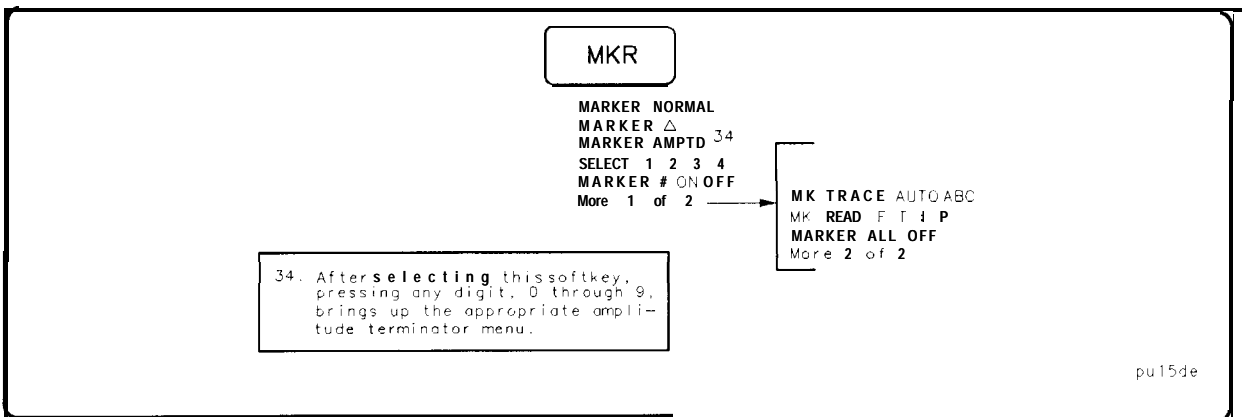 MKR
MARKER NORMAL
MARKER △
MARKER AMPTD 34
SELECT 1 2 3 4
MARKER # ON OFF
More 1 of 2
MK TRACE AUTO ABC
MK READ F T
MARKER ALL OFF
More 2 of 2
34. After selecting this softkey,
pressing any digit, 0 through 9,
brings up the appropriate ampli-
tude terminator menu.
pu15de